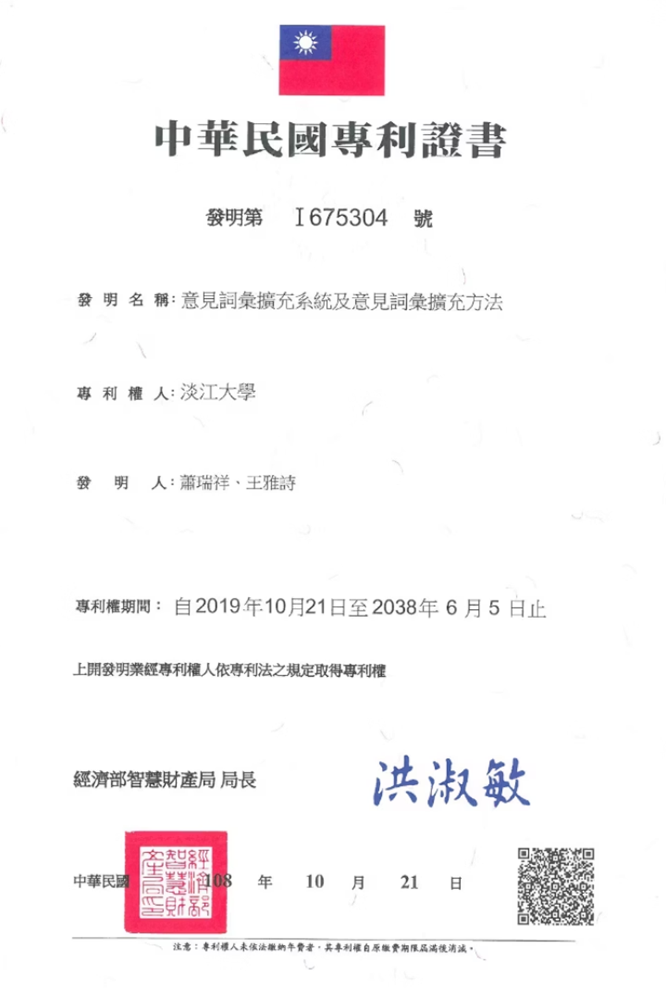 中華民國專利證書
發明第 I675304 號
發明名稱：意見詞彙擴充系統及意見詞彙擴充方法
專利權人：淡江大學
發明人：蕭瑞祥、王雅詩
專利權期間：自2019年10月21日至2038年6月5日止
上開發明業經專利權人依專利法之規定取得專利權
經濟部智慧財產局 局長
洪淑敏
經濟部智慧財產局印
中華民國 108 年 10 月 21 日
注意：專利權人未依法繳納年費者，其專利權自原繳費期限屆滿後消滅。